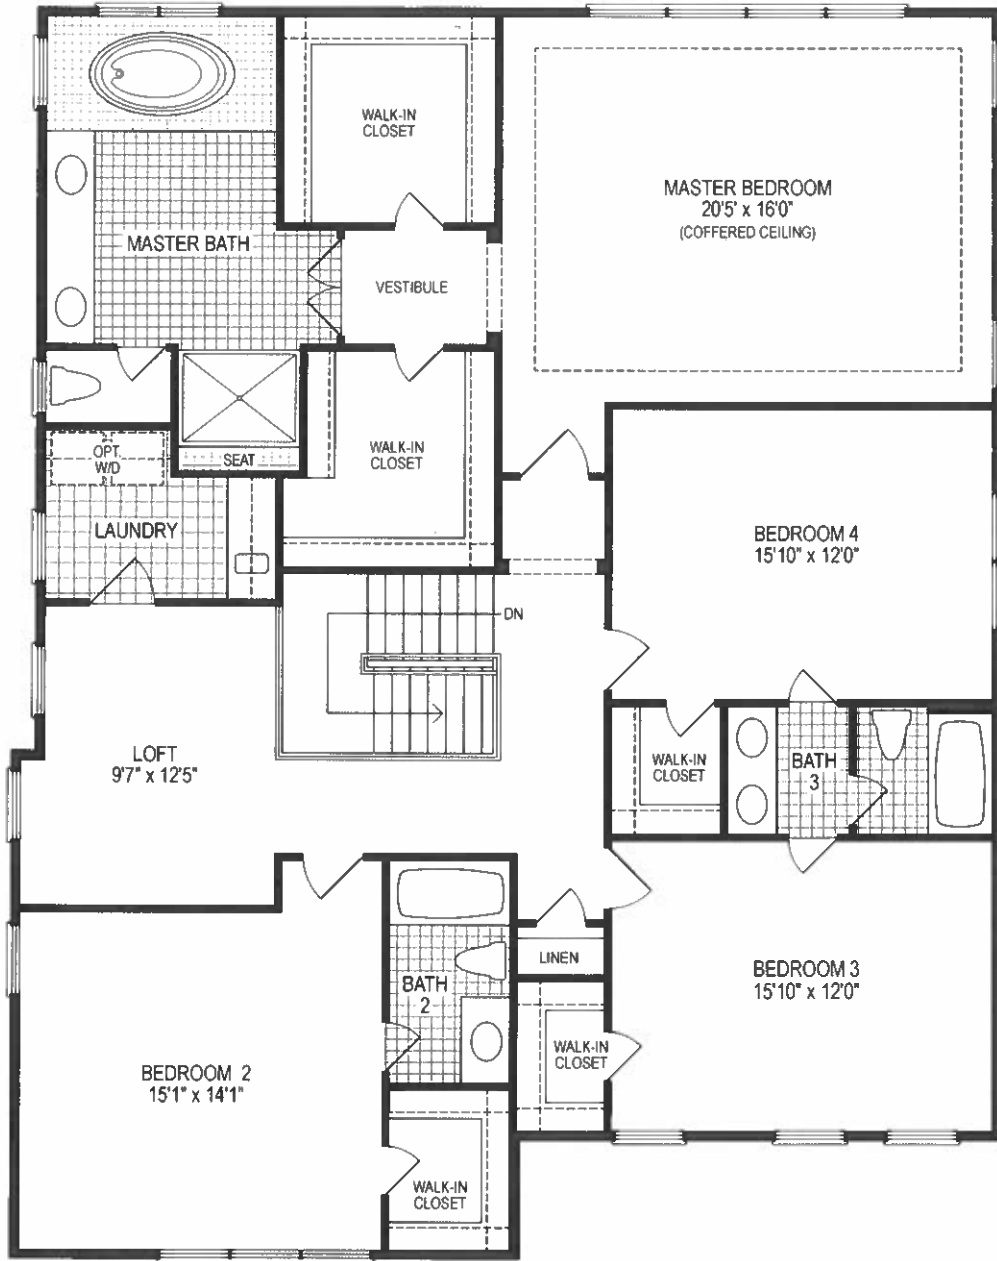 WALK-IN
CLOSET
MASTER BEDROOM
20'5' x 16'0"
(COFFERED CEILING)
MASTER BATH
VESTIBULE
WALK-IN
CLOSET
OPT.
W/D
SEAT
LAUNDRY
BEDROOM 4
15'10" x 12'0"
DN
LOFT
9'7" x 12'5"
WALK-IN
CLOSET
BATH
3
LINEN
BATH
2
BEDROOM 3
15'10" x 12'0"
WALK-IN
CLOSET
BEDROOM 2
15'1" x 14'1"
WALK-IN
CLOSET